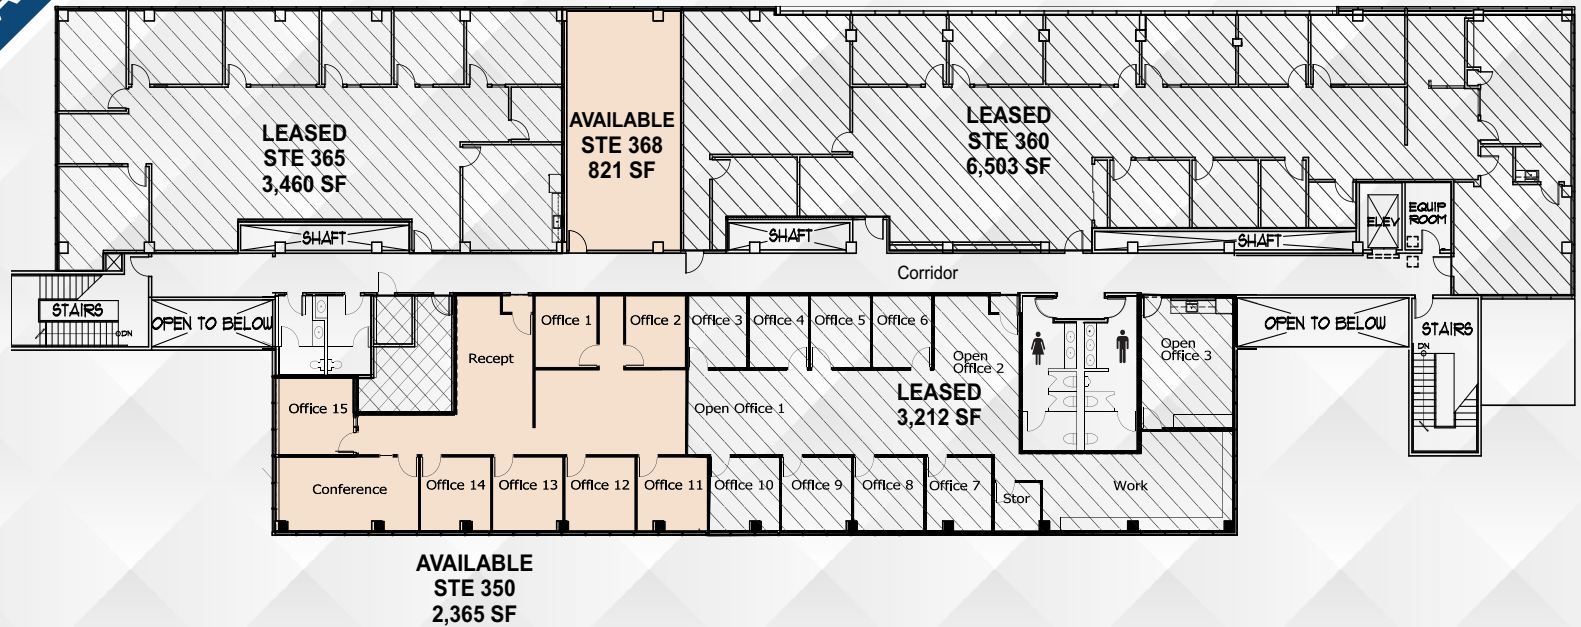 LEASED
STE 365
3,460 SF
AVAILABLE
STE 368
821 SF
LEASED
STE 360
6,503 SF
SHAFT
SHAFT
SHAFT
ELEV
EQUIP
ROOM
Corridor
STAIRS
DN
OPEN TO BELOW
Recept
Office 1
Office 2
Office 3
Office 4
Office 5
Office 6
Open
Office 2
Open
Office 3
OPEN TO BELOW
STAIRS
DN
Office 15
Open Office 1
LEASED
3,212 SF
Conference
Office 14
Office 13
Office 12
Office 11
Office 10
Office 9
Office 8
Office 7
Stor
Work
AVAILABLE
STE 350
2,365 SF